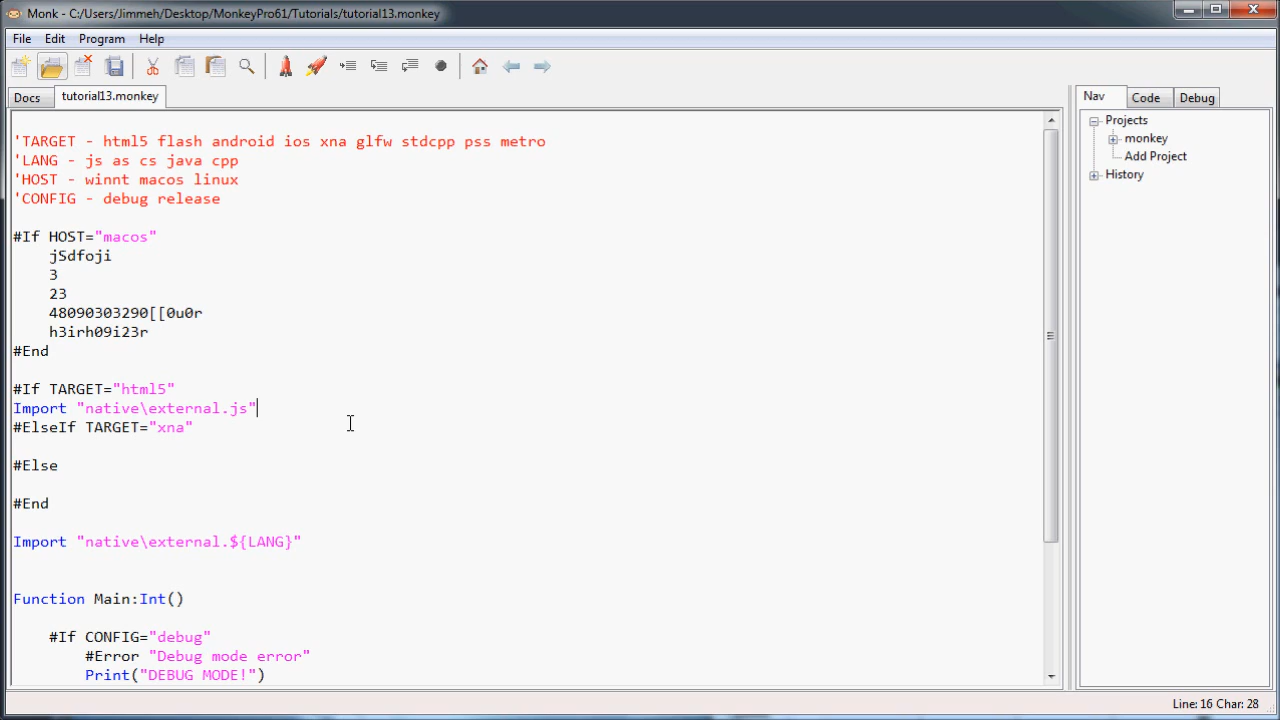 Monk - C:/Users/Jimmeh/Desktop/MonkeyPro61/Tutorials/tutorial13.monkey
File Edit Program Help
Docs tutorial13.monkey
Nav Code Debug
'TARGET - html5 flash android ios xna glfw stdcpp pss metro
'LANG - js as cs java cpp
'HOST - winnt macos linux
'CONFIG - debug release
#If HOST="macos"
j5dfoji
3
23
48090303290[[0u0r
h3irh09i23r
#End
#If TARGET="html5"
Import "native\external.js"
#ElseIf TARGET="xna"
#Else
#End
Import "native\external.${LANG}"
Function Main:Int()
#If CONFIG="debug"
#Error "Debug mode error"
Print("DEBUG MODE!")
Projects
monkey
Add Project
History
Line: 16 Char: 28